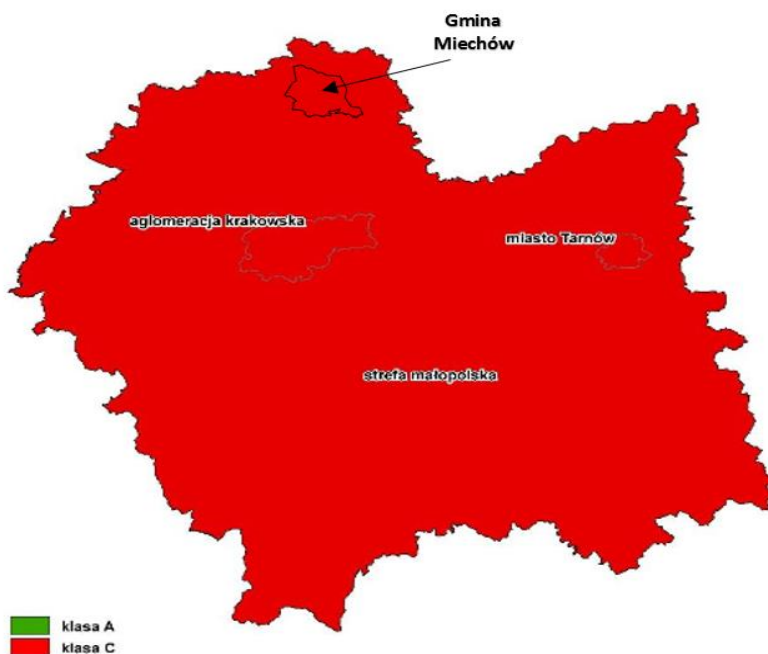 Gmina
Miechów
aglomeracja krakowska
miasto Tarnów
strefa małopolska
klasa A
klasa C